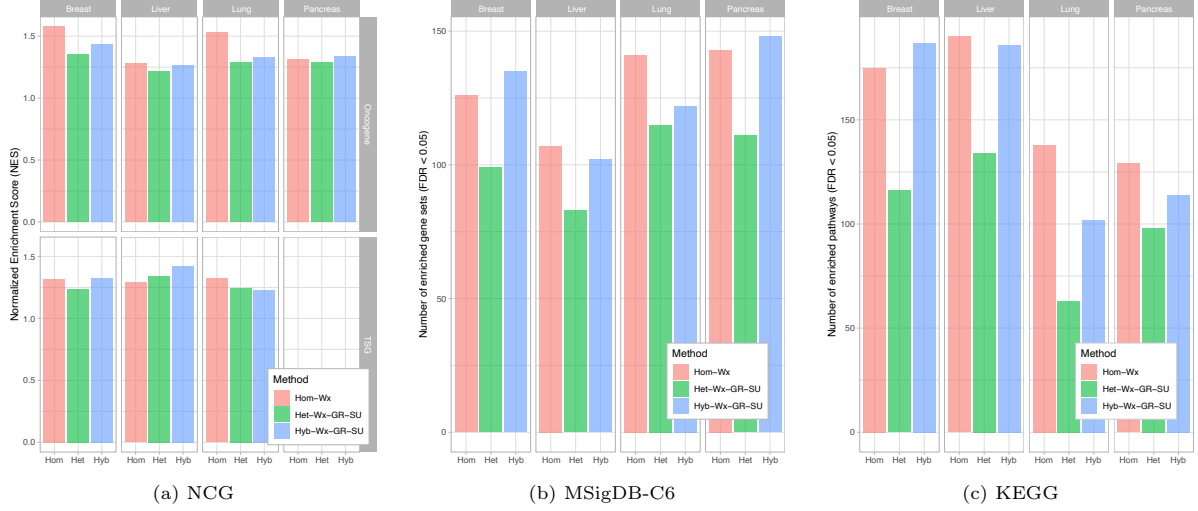 Breast Liver Lung Pancreas
Normalized Enrichment Score (NES)
1.5
1.0
0.5
0.0
Oncogene
1.5
1.0
0.5
0.0
TSG
Method
Hom-Wx
Het-Wx-GR-SU
Hyb-Wx-GR-SU
Hom Het Hyb Hom Het Hyb Hom Het Hyb Hom Het Hyb
(a) NCG
Breast Liver Lung Pancreas
Number of enriched gene sets (FDR < 0.05)
150
100
50
0
Method
Hom-Wx
Het-Wx-GR-SU
Hyb-Wx-GR-SU
Hom Het Hyb Hom Het Hyb Hom Het Hyb Hom Het Hyb
(b) MSigDB-C6
Breast Liver Lung Pancreas
Number of enriched pathways (FDR < 0.05)
150
100
50
0
Method
Hom-Wx
Het-Wx-GR-SU
Hyb-Wx-GR-SU
Hom Het Hyb Hom Het Hyb Hom Het Hyb Hom Het Hyb
(c) KEGG